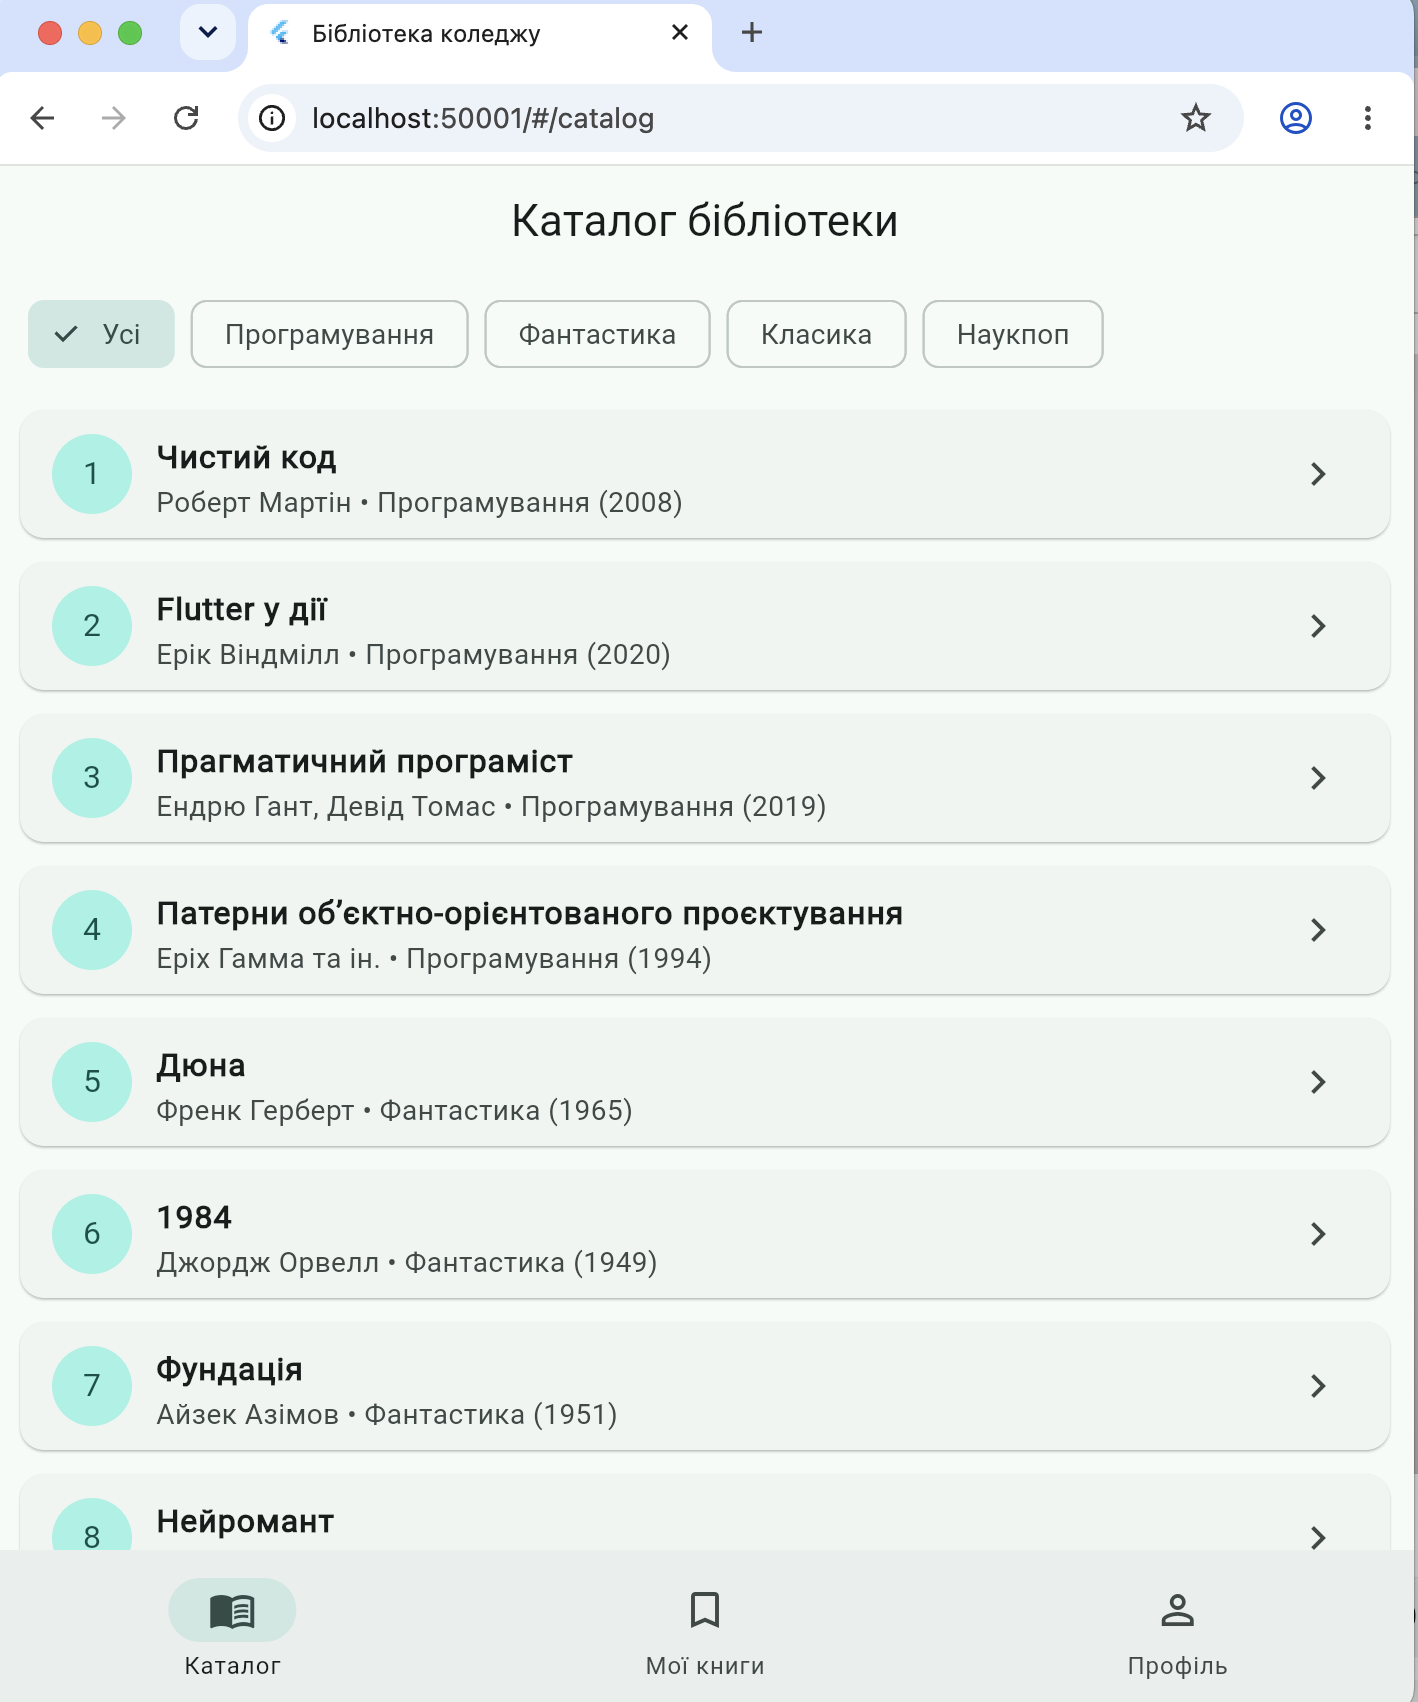 Бібліотека коледжу
localhost:50001/#/catalog
Каталог бібліотеки
Усі
Програмування
Фантастика
Класика
Наукпоп
1
Чистий код
Роберт Мартін • Програмування (2008)
2
Flutter у дії
Ерік Віндмілл • Програмування (2020)
3
Прагматичний програміст
Ендрю Гант, Девід Томас • Програмування (2019)
4
Патерни об’єктно-орієнтованого проєктування
Еріх Гамма та ін. • Програмування (1994)
5
Дюна
Френк Герберт • Фантастика (1965)
6
1984
Джордж Орвелл • Фантастика (1949)
7
Фундація
Айзек Азімов • Фантастика (1951)
8
Нейромант
Каталог
Мої книги
Профіль